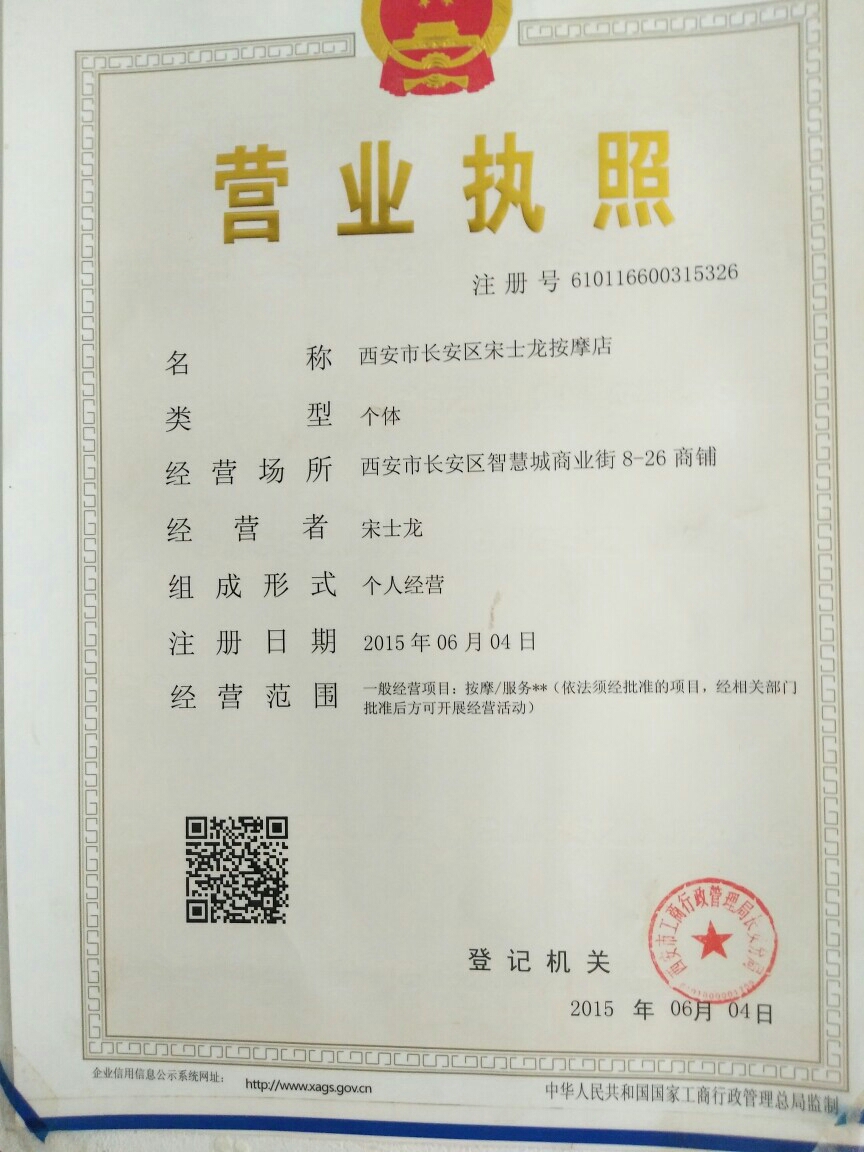 营业执照
注册号 610116600315326
名称 西安市长安区宋士龙按摩店
类型 个体
经营场所 西安市长安区智慧城商业街 8-26 商铺
经营者 宋士龙
组成形式 个人经营
注册日期 2015 年 06 月 04 日
经营范围 一般经营项目：按摩/服务**（依法须经批准的项目，经相关部门
批准后方可开展经营活动）
西安市工商行政管理局长安分局
登记机关
2015 年 06月 04日
企业信用信息公示系统网址： http://www.xags.gov.cn
中华人民共和国国家工商行政管理总局监制